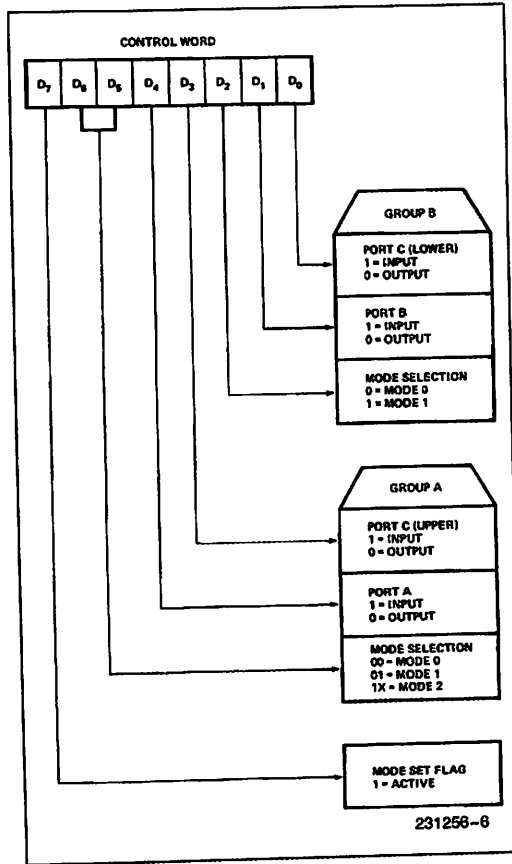 CONTROL WORD
D7 D6 D5 D4 D3 D2 D1 D0
GROUP B
PORT C (LOWER)
1 = INPUT
0 = OUTPUT
PORT B
1 = INPUT
0 = OUTPUT
MODE SELECTION
0 = MODE 0
1 = MODE 1
GROUP A
PORT C (UPPER)
1 = INPUT
0 = OUTPUT
PORT A
1 = INPUT
0 = OUTPUT
MODE SELECTION
00 = MODE 0
01 = MODE 1
1X = MODE 2
MODE SET FLAG
1 = ACTIVE
231256-6